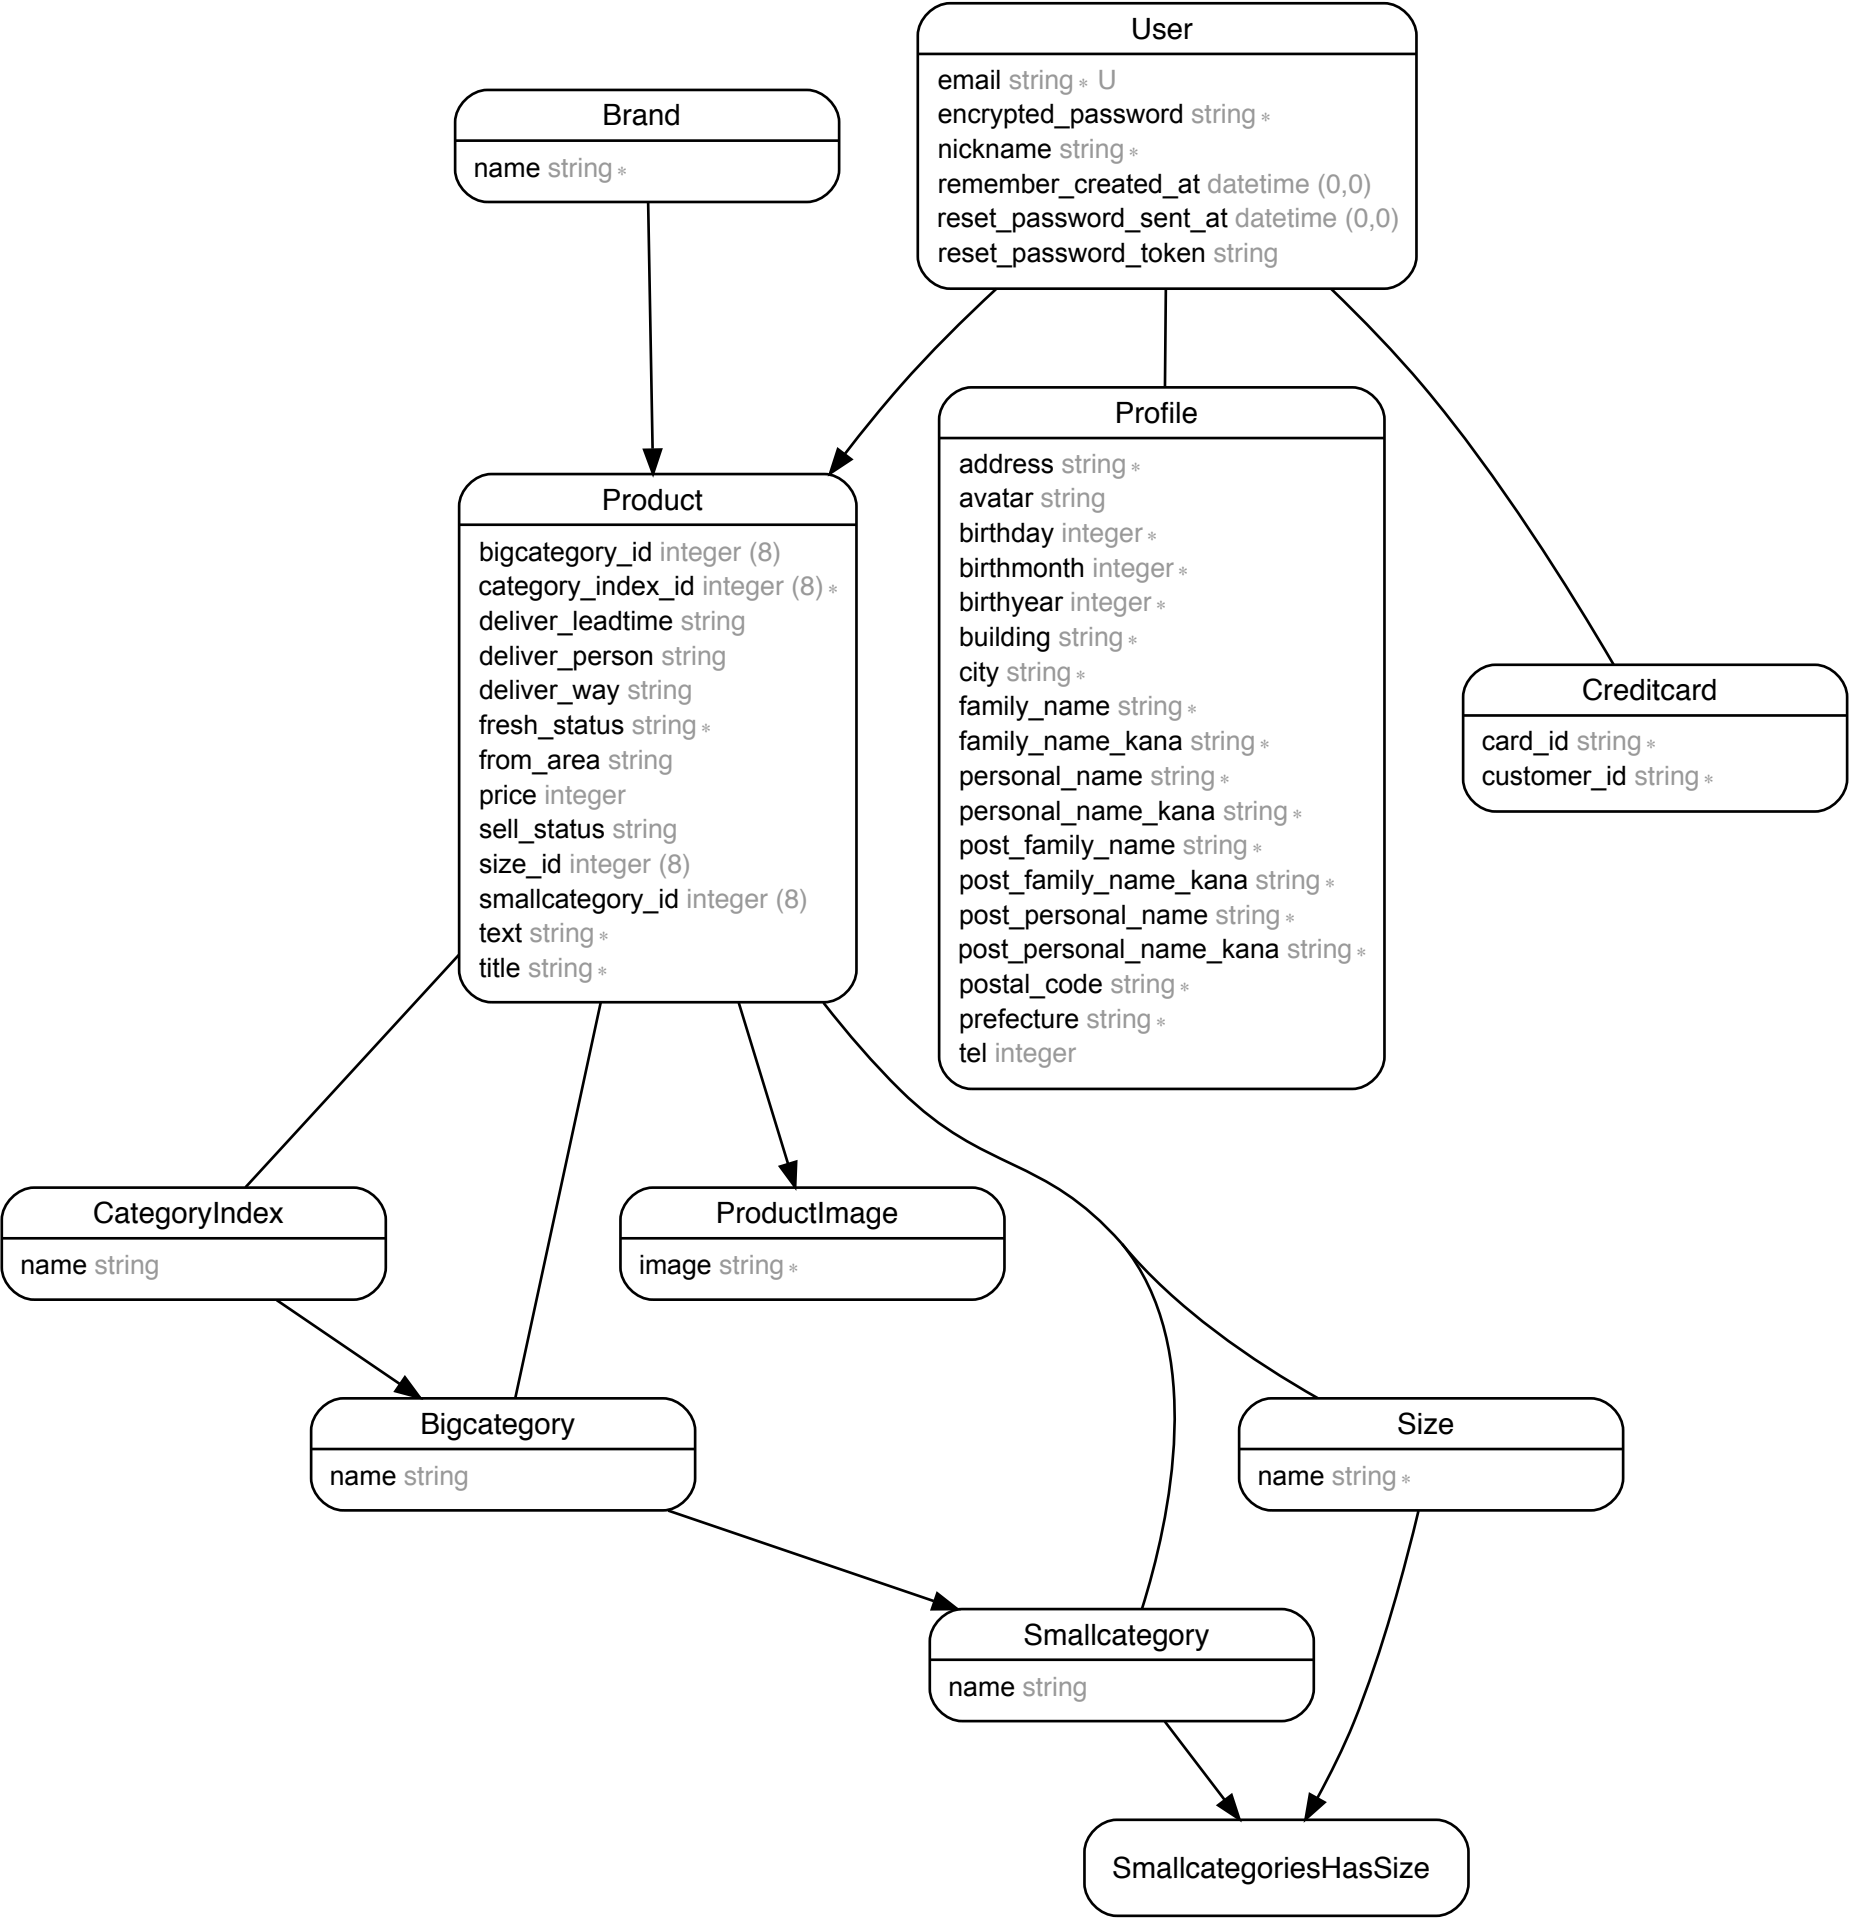 User
email string ∗ U
encrypted_password string ∗
nickname string ∗
remember_created_at datetime (0,0)
reset_password_sent_at datetime (0,0)
reset_password_token string
Brand
name string ∗
Product
bigcategory_id integer (8)
category_index_id integer (8) ∗
deliver_leadtime string
deliver_person string
deliver_way string
fresh_status string ∗
from_area string
price integer
sell_status string
size_id integer (8)
smallcategory_id integer (8)
text string ∗
title string ∗
Profile
address string ∗
avatar string
birthday integer ∗
birthmonth integer ∗
birthyear integer ∗
building string ∗
city string ∗
family_name string ∗
family_name_kana string ∗
personal_name string ∗
personal_name_kana string ∗
post_family_name string ∗
post_family_name_kana string ∗
post_personal_name string ∗
post_personal_name_kana string ∗
postal_code string ∗
prefecture string ∗
tel integer
Creditcard
card_id string ∗
customer_id string ∗
CategoryIndex
name string
ProductImage
image string ∗
Bigcategory
name string
Size
name string ∗
Smallcategory
name string
SmallcategoriesHasSize